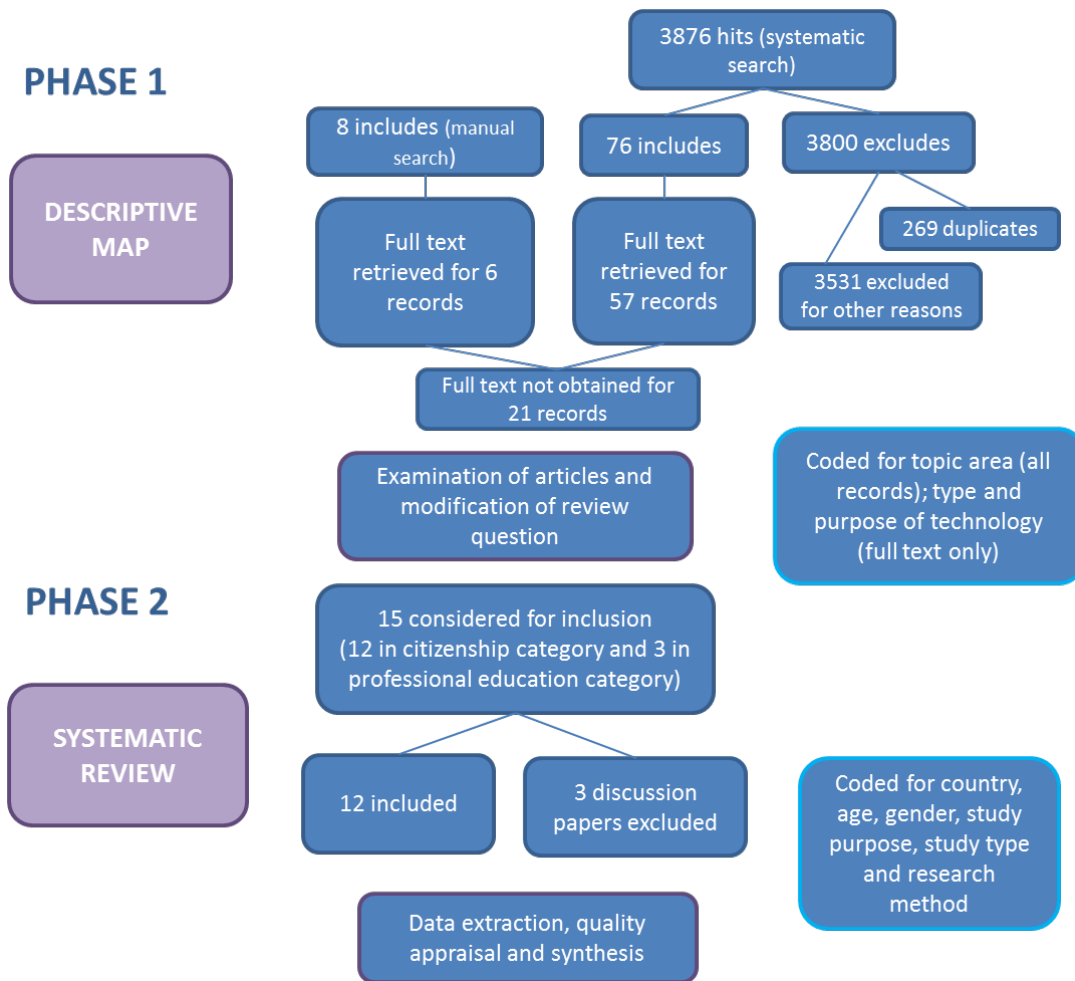 3876 hits (systematic
search)
PHASE 1
8 includes (manual
search)
76 includes
3800 excludes
DESCRIPTIVE
MAP
Full text
retrieved for 6
records
Full text
retrieved for
57 records
269 duplicates
3531 excluded
for other reasons
Full text not obtained for
21 records
Examination of articles and
modification of review
question
Coded for topic area (all
records); type and
purpose of technology
(full text only)
PHASE 2
15 considered for inclusion
(12 in citizenship category and 3 in
professional education category)
SYSTEMATIC
REVIEW
12 included
3 discussion
papers excluded
Coded for country,
age, gender, study
purpose, study type
and research
method
Data extraction, quality
appraisal and synthesis